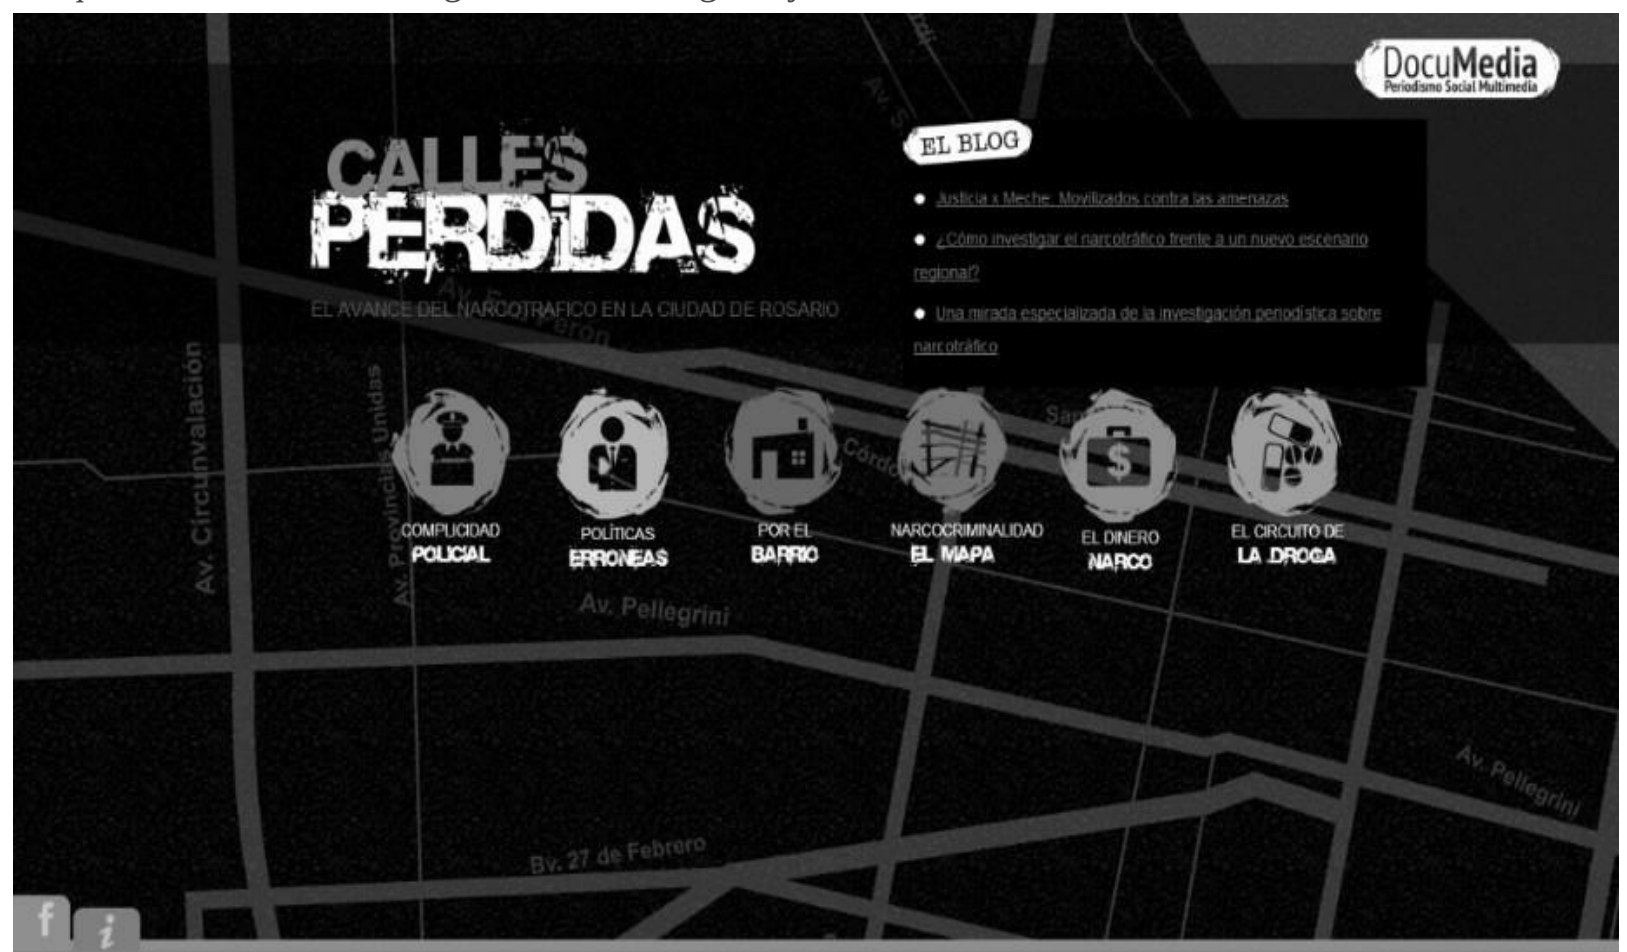 DocuMedia
Periodismo Social Multimedia
CALLES
PERDIDAS
EL AVANCE DEL NARCOTRAFICO EN LA CIUDAD DE ROSARIO
EL BLOG
Justicia x Meche: Movilizados contra las amenazas
¿Cómo investigar el narcotráfico frente a un nuevo escenario
regional?
Una mirada especializada de la investigación periodística sobre
narcotráfico
COMPLICIDAD
POLICIAL
POLÍTICAS
ERRONEAS
POR EL
BARRIO
NARCOCRIMINALIDAD
EL MAPA
EL DINERO
NARCO
EL CIRCUITO DE
LA DROGA
$
Av. Circunvalación
Av. Provincias Unidas
Perón
Av. Pellegrini
Av. Pellegrini
Bv. 27 de Febrero
f
i